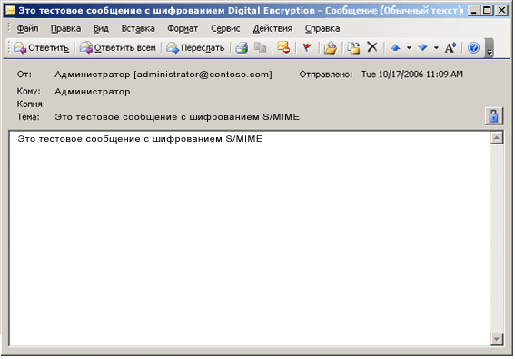 Это тестовое сообщение с шифрованием Digital Encryption – Сообщение (Обычный текст)
Файл Правка Вид Вставка Формат Сервис Действия Справка
Ответить Ответить всем Переслать
От: Администратор [administrator@contoso.com] Отправлено: Tue 10/17/2006 11:09 AM
Кому: Администратор
Копия:
Тема: Это тестовое сообщение с шифрованием S/MIME
Это тестовое сообщение с шифрованием S/MIME